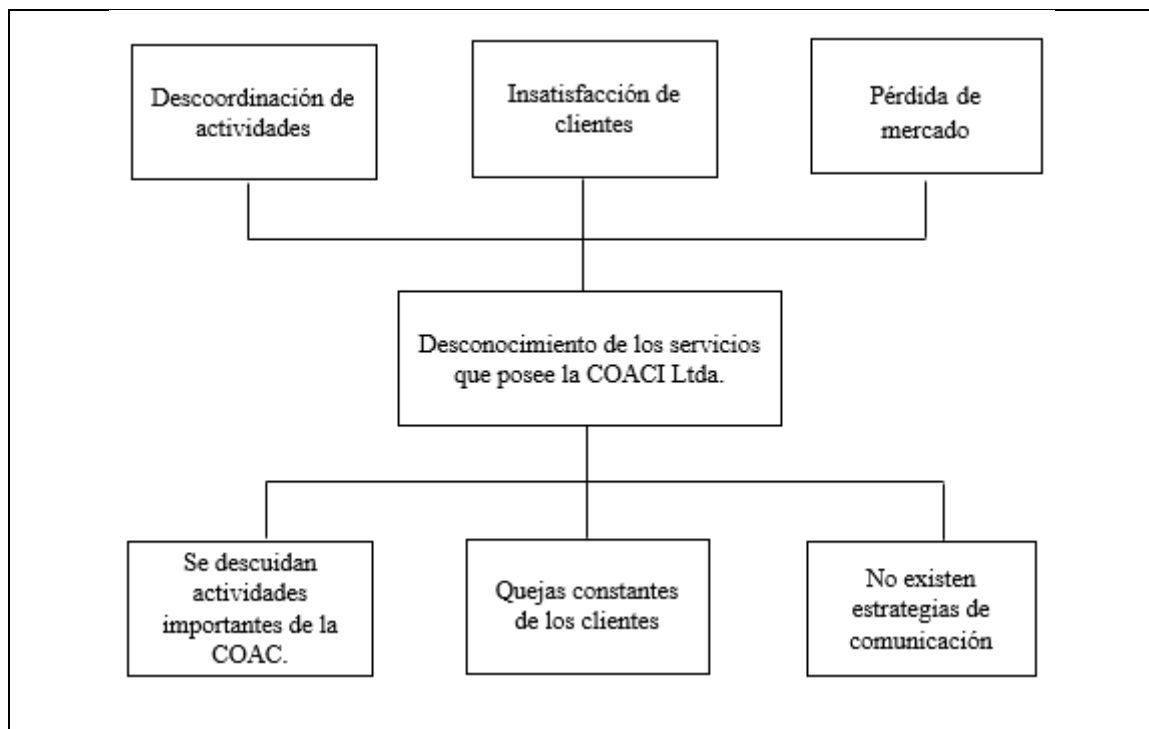 Descoordinación de
actividades
Insatisfacción de
clientes
Pérdida de
mercado
Desconocimiento de los servicios
que posee la COACI Ltda.
Se descuidan
actividades
importantes de la
COAC.
Quejas constantes
de los clientes
No existen
estrategias de
comunicación